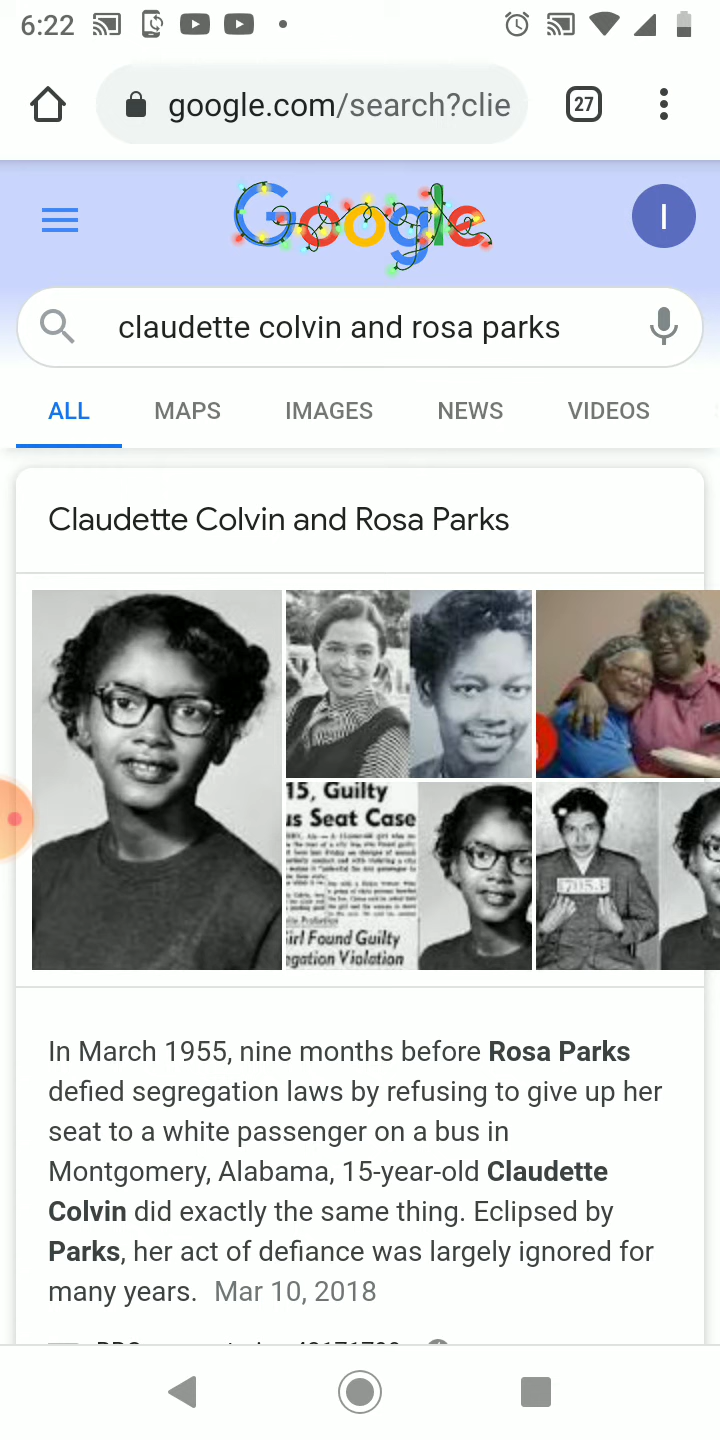 6:22
google.com/search?clie
27
Google
I
claudette colvin and rosa parks
ALL MAPS IMAGES NEWS VIDEOS
Claudette Colvin and Rosa Parks
15, Guilty
us Seat Case
irl Found Guilty
egation Violation
In March 1955, nine months before Rosa Parks
defied segregation laws by refusing to give up her
seat to a white passenger on a bus in
Montgomery, Alabama, 15-year-old Claudette
Colvin did exactly the same thing. Eclipsed by
Parks, her act of defiance was largely ignored for
many years. Mar 10, 2018